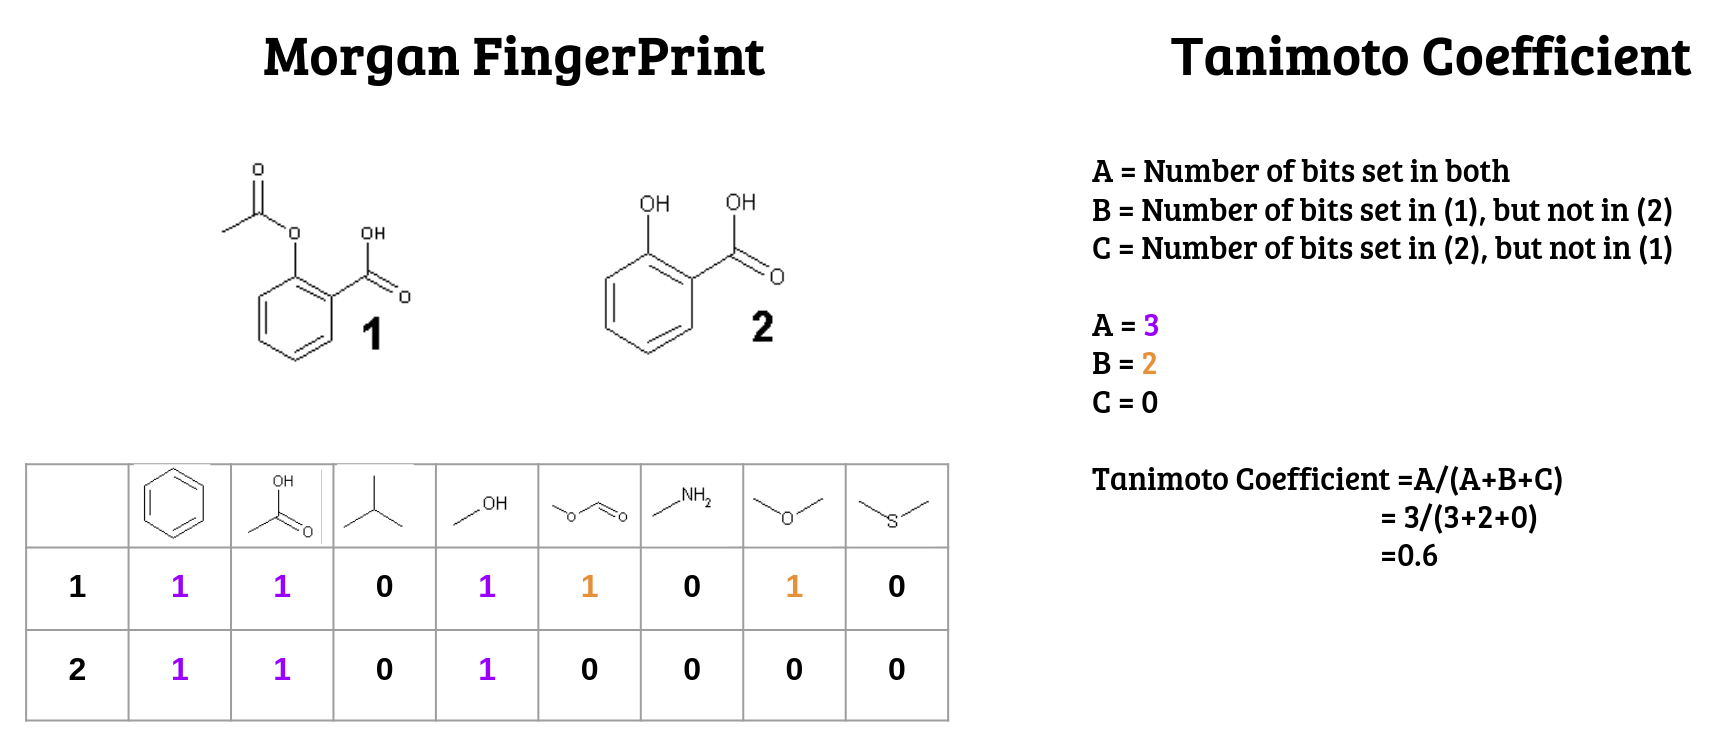 Morgan FingerPrint
Tanimoto Coefficient
O
O
OH
O
1
OH
OH
O
2
A = Number of bits set in both
B = Number of bits set in (1), but not in (2)
C = Number of bits set in (2), but not in (1)
A = 3
B = 2
C = 0
Tanimoto Coefficient =A/(A+B+C)
= 3/(3+2+0)
=0.6
OH
O
OH
O
O
NH2
O
S
1 1 1 0 1 1 0 1 0
2 1 1 0 1 0 0 0 0